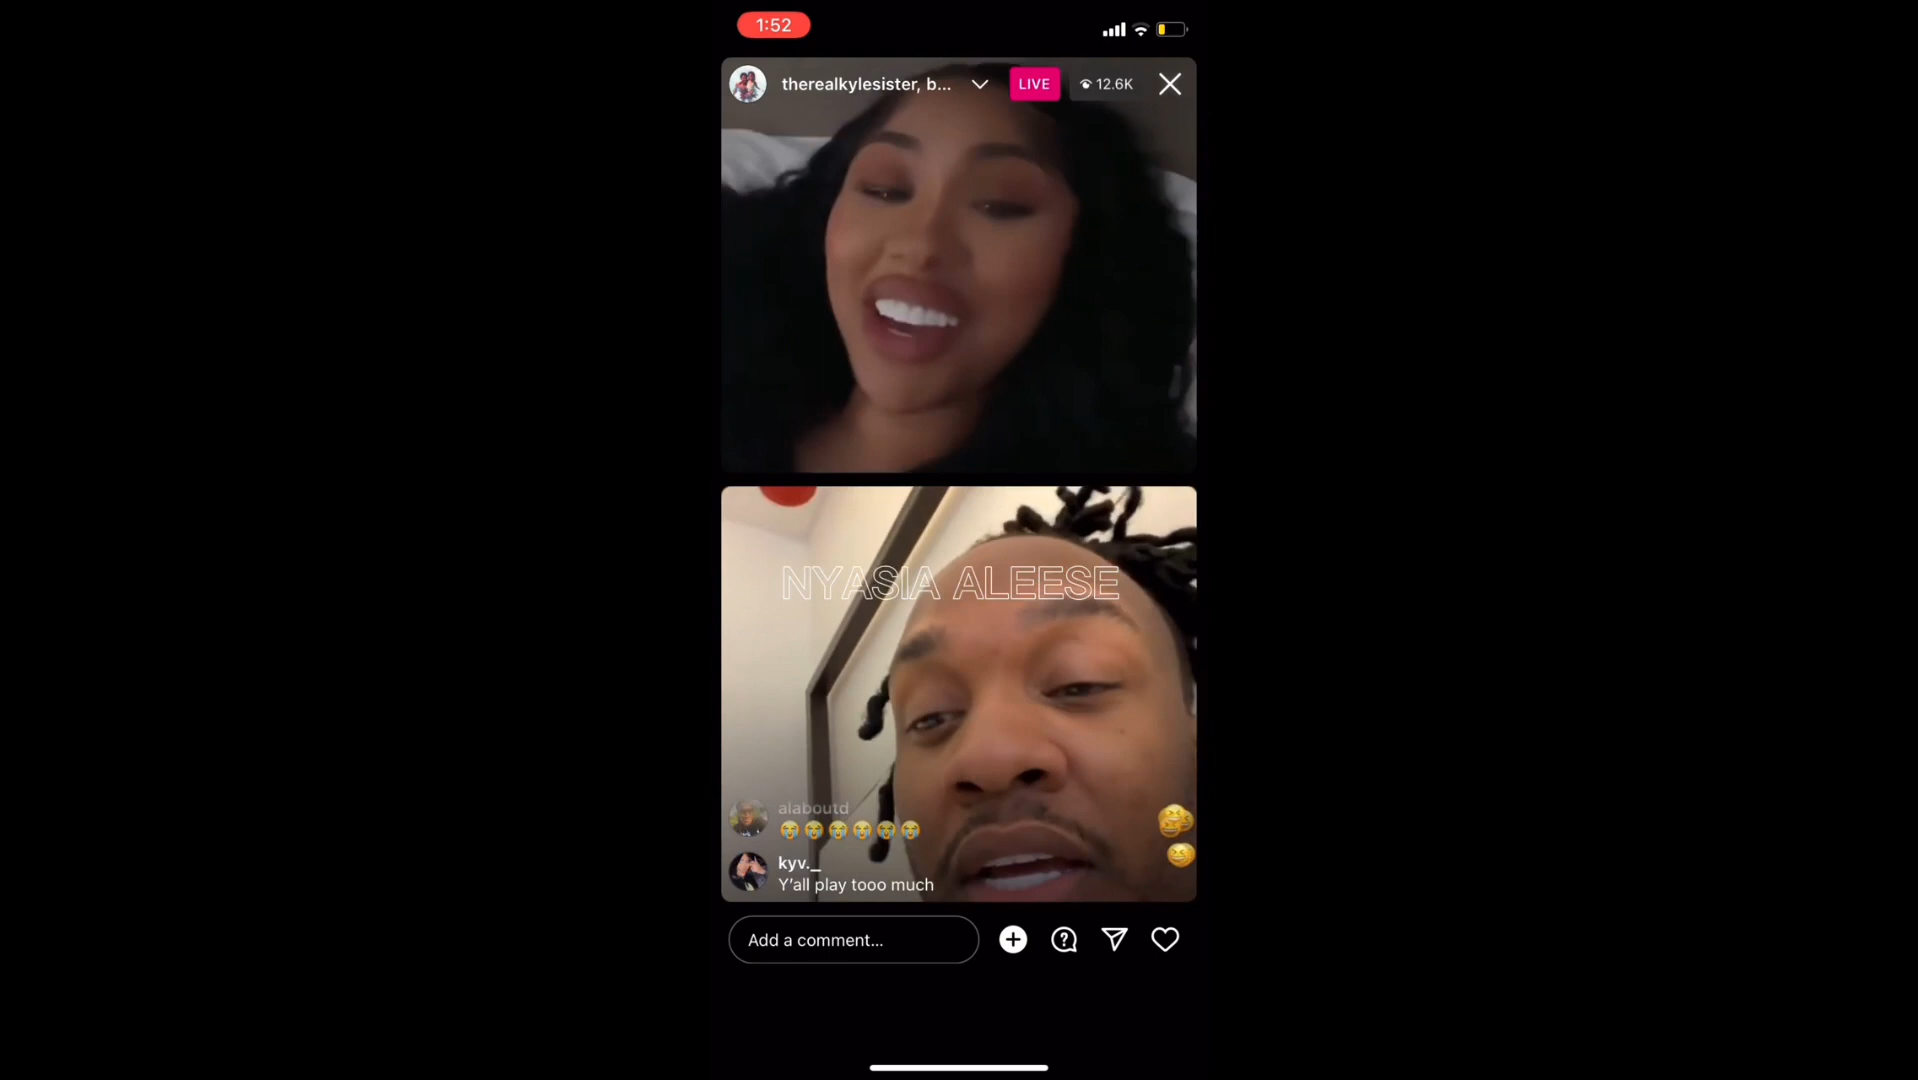 1:52
therealkylesister, b...
LIVE
12.6K
NYASIA ALEESE
alaboutd
😭😭😭😭😭😭
kyv._
Y'all play tooo much
Add a comment...